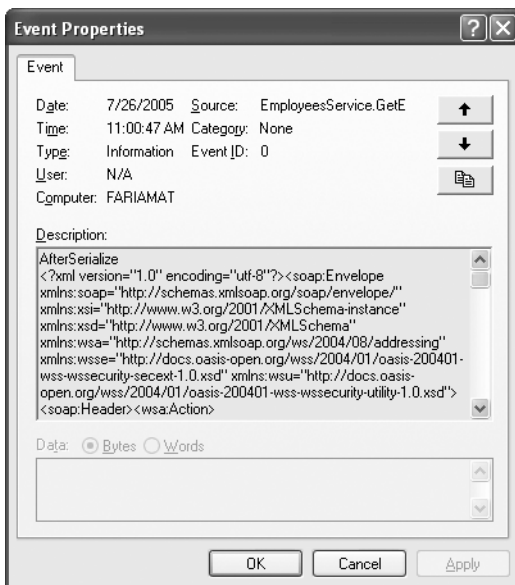 Event Properties
Event
Date: 7/26/2005 Source: EmployeesService.GetE
Time: 11:00:47 AM Category: None
Type: Information Event ID: 0
User: N/A
Computer: FARIAMAT
Description:
AfterSerialize
<?xml version="1.0" encoding="utf-8"?><soap:Envelope
xmlns:soap="http://schemas.xmlsoap.org/soap/envelope/"
xmlns:xsi="http://www.w3.org/2001/XMLSchema-instance"
xmlns:xsd="http://www.w3.org/2001/XMLSchema"
xmlns:wsa="http://schemas.xmlsoap.org/ws/2004/08/addressing"
xmlns:wsse="http://docs.oasis-open.org/wss/2004/01/oasis-200401-
wss-wssecurity-secext-1.0.xsd" xmlns:wsu="http://docs.oasis-
open.org/wss/2004/01/oasis-200401-wss-wssecurity-utility-1.0.xsd">
<soap:Header><wsa:Action>
Data: Bytes Words
OK Cancel Apply